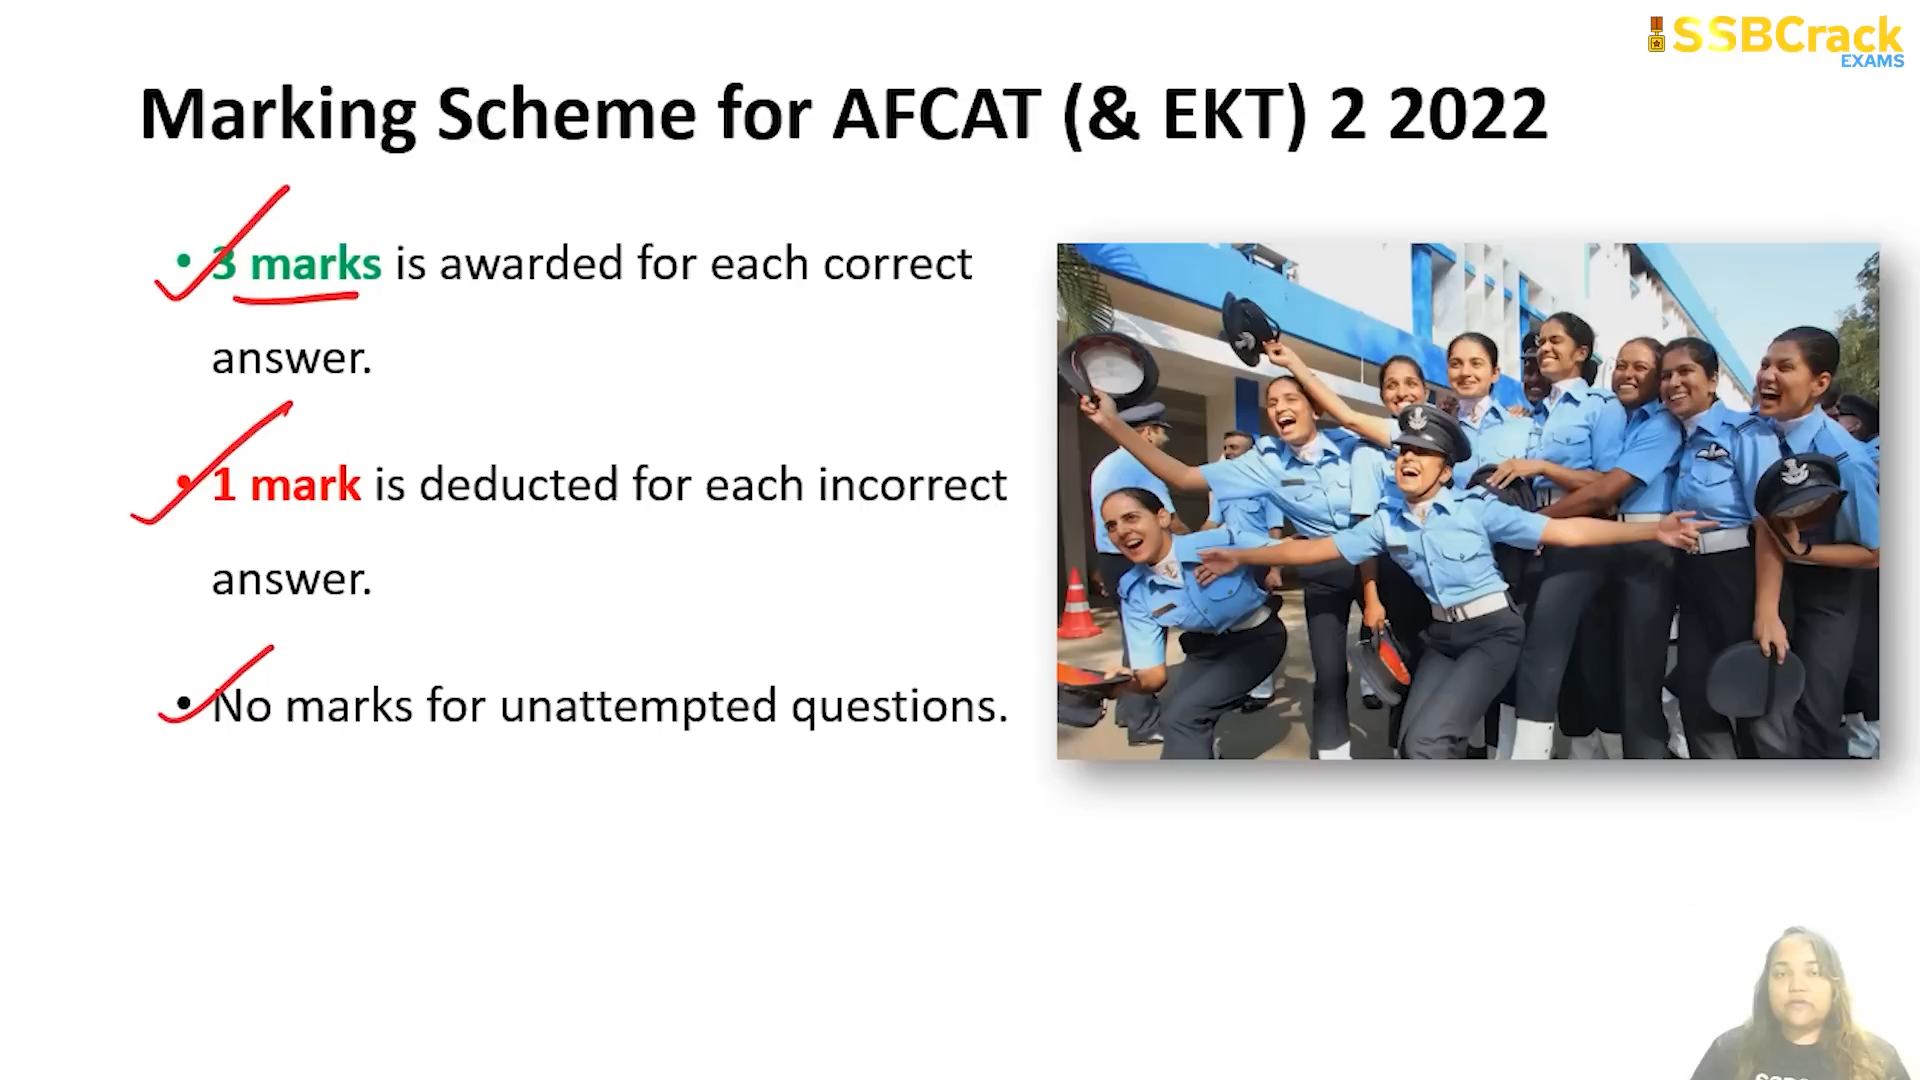 SSBCrack
EXAMS
Marking Scheme for AFCAT (& EKT) 2 2022
• 3 marks is awarded for each correct
answer.
• 1 mark is deducted for each incorrect
answer.
• No marks for unattempted questions.